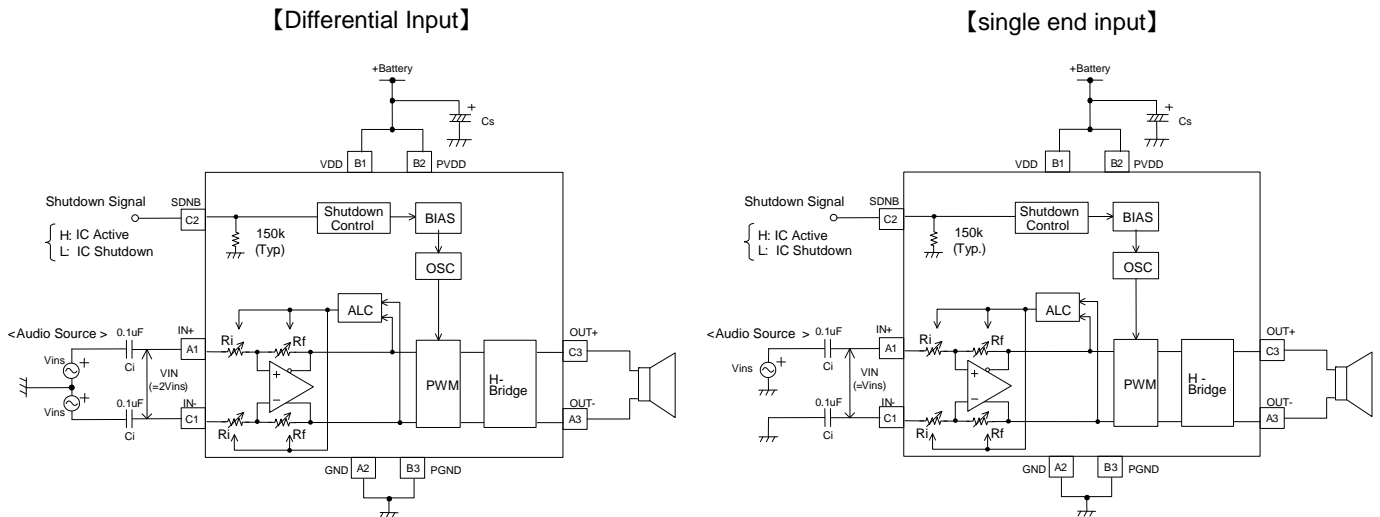 【Differential Input】
+Battery
+
Cs
VDD B1 B2 PVDD
Shutdown Signal
SDNB
C2
H: IC Active
L: IC Shutdown
150k
(Typ)
Shutdown
Control
BIAS
OSC
ALC
<Audio Source >
0.1uF
IN+
A1
Ri
Rf
OUT+
C3
Vins
+
Ci
VIN
(=2Vins)
+
−
PWM
H-
Bridge
Vins
+
0.1uF
IN-
C1
Ci
Ri
Rf
OUT-
A3
GND A2 B3 PGND
【single end input】
+Battery
+
Cs
VDD B1 B2 PVDD
Shutdown Signal
SDNB
C2
H: IC Active
L: IC Shutdown
150k
(Typ.)
Shutdown
Control
BIAS
OSC
ALC
<Audio Source >
0.1uF
IN+
A1
Ri
Rf
OUT+
C3
Vins
+
Ci
VIN
(=Vins)
+
−
PWM
H -
Bridge
0.1uF
IN-
C1
Ci
Ri
Rf
OUT-
A3
GND A2 B3 PGND